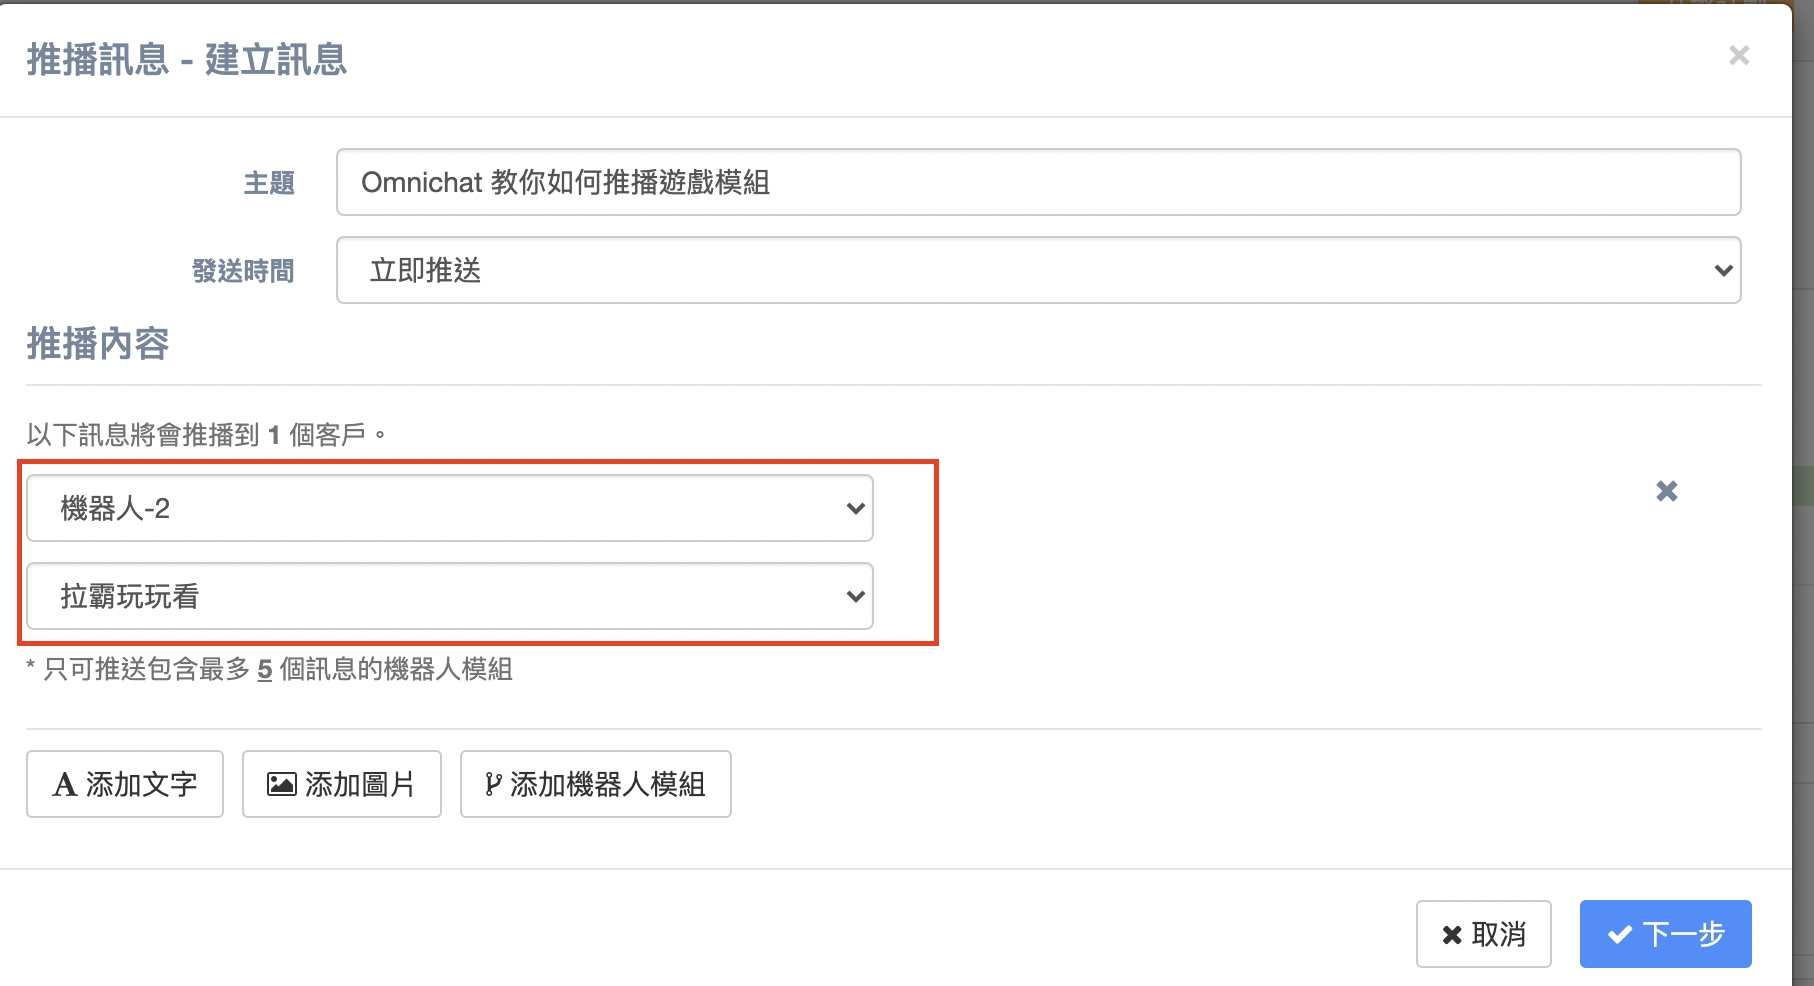 推播訊息 - 建立訊息
主題
Omnichat 教你如何推播遊戲模組
發送時間
立即推送
推播內容
以下訊息將會推播到 1 個客戶。
機器人-2
拉霸玩玩看
* 只可推送包含最多 5 個訊息的機器人模組
添加文字
添加圖片
添加機器人模組
取消
下一步